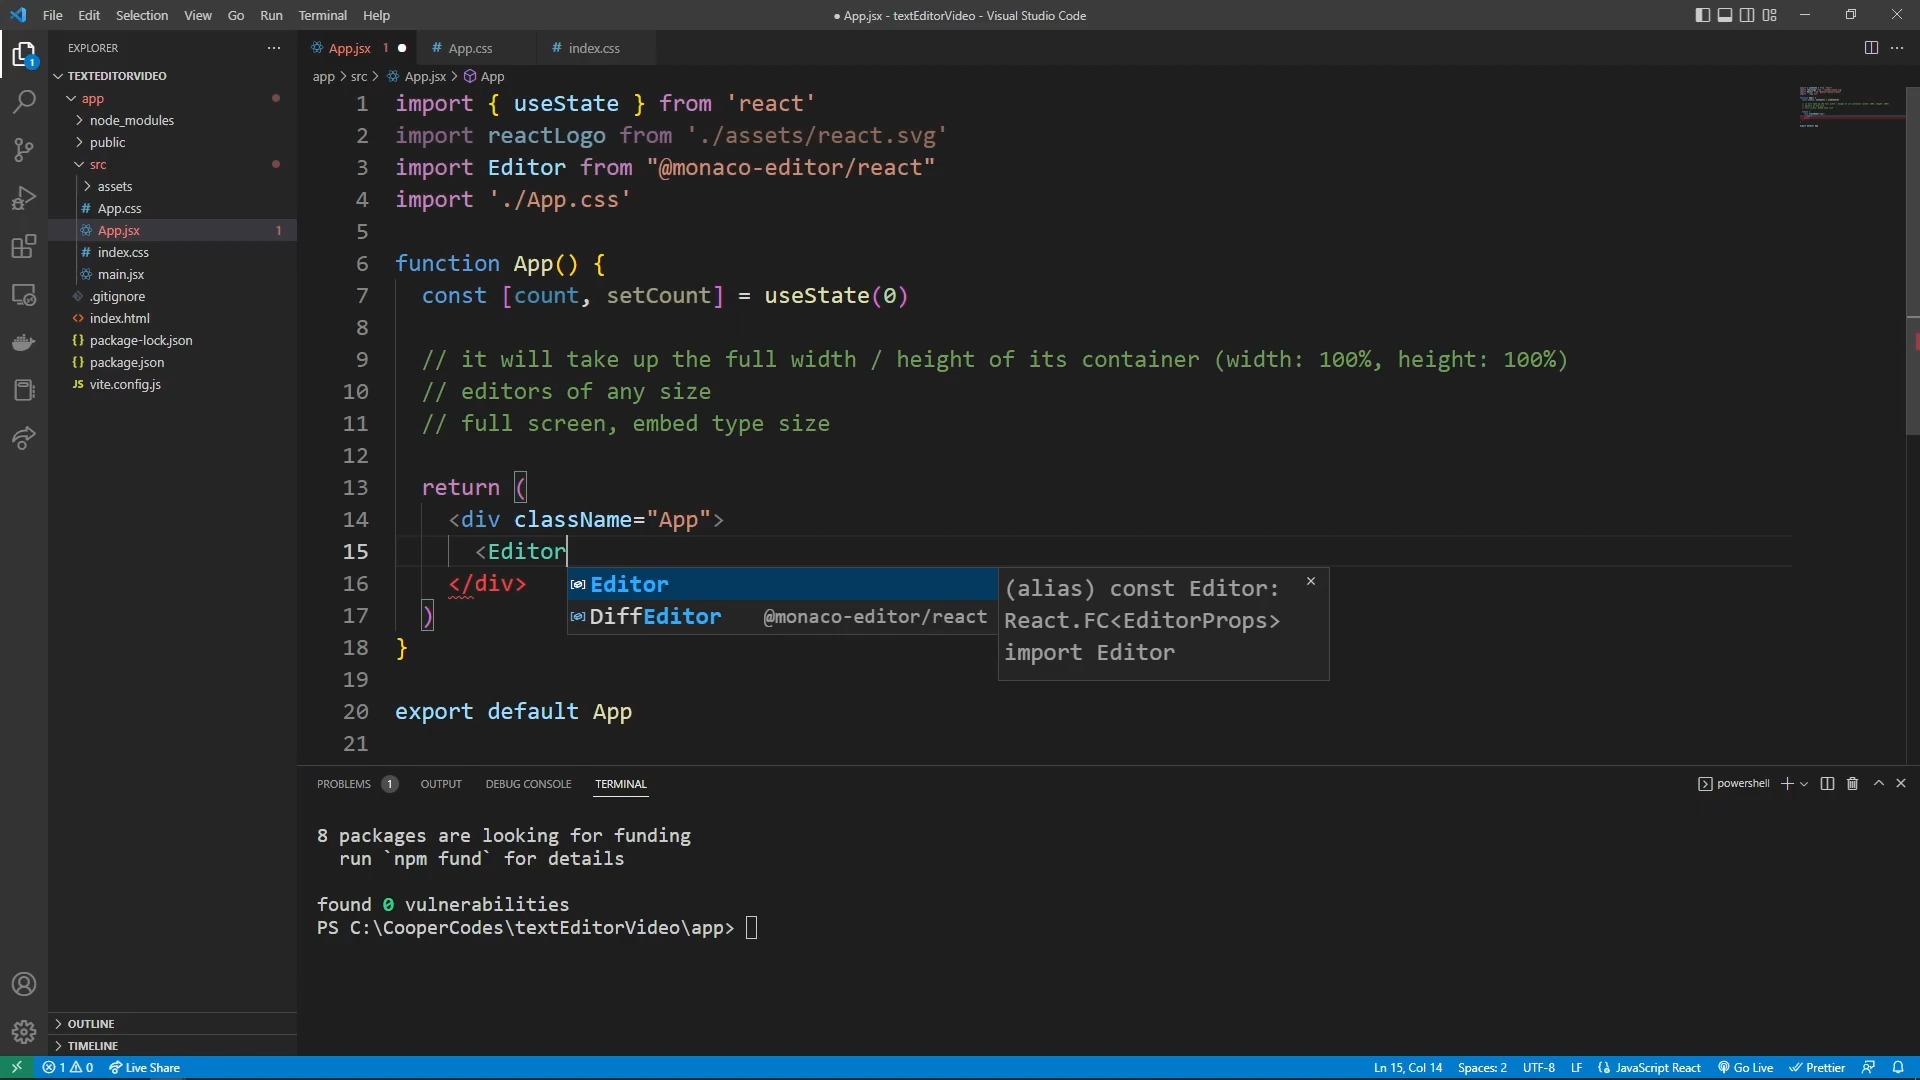 File Edit Selection View Go Run Terminal Help
● App.jsx - textEditorVideo - Visual Studio Code
EXPLORER
App.jsx 1
# App.css
# index.css
1
TEXTEDITORVIDEO
app
node_modules
public
src
assets
# App.css
App.jsx 1
# index.css
main.jsx
.gitignore
<> index.html
{} package-lock.json
{} package.json
JS vite.config.js
OUTLINE
TIMELINE
app > src > App.jsx > App
1 import { useState } from 'react'
2 import reactLogo from './assets/react.svg'
3 import Editor from "@monaco-editor/react"
4 import './App.css'
5
6 function App() {
7 const [count, setCount] = useState(0)
8
9 // it will take up the full width / height of its container (width: 100%, height: 100%)
10 // editors of any size
11 // full screen, embed type size
12
13 return (
14 <div className="App">
15 <Editor
16 </div>
17 )
18 }
19
20 export default App
21
Editor
DiffEditor @monaco-editor/react
(alias) const Editor:
React.FC<EditorProps>
import Editor
PROBLEMS 1 OUTPUT DEBUG CONSOLE TERMINAL
powershell
8 packages are looking for funding
run `npm fund` for details
found 0 vulnerabilities
PS C:\CooperCodes\textEditorVideo\app>
1 0 Live Share
Ln 15, Col 14 Spaces: 2 UTF-8 LF JavaScript React Go Live Prettier